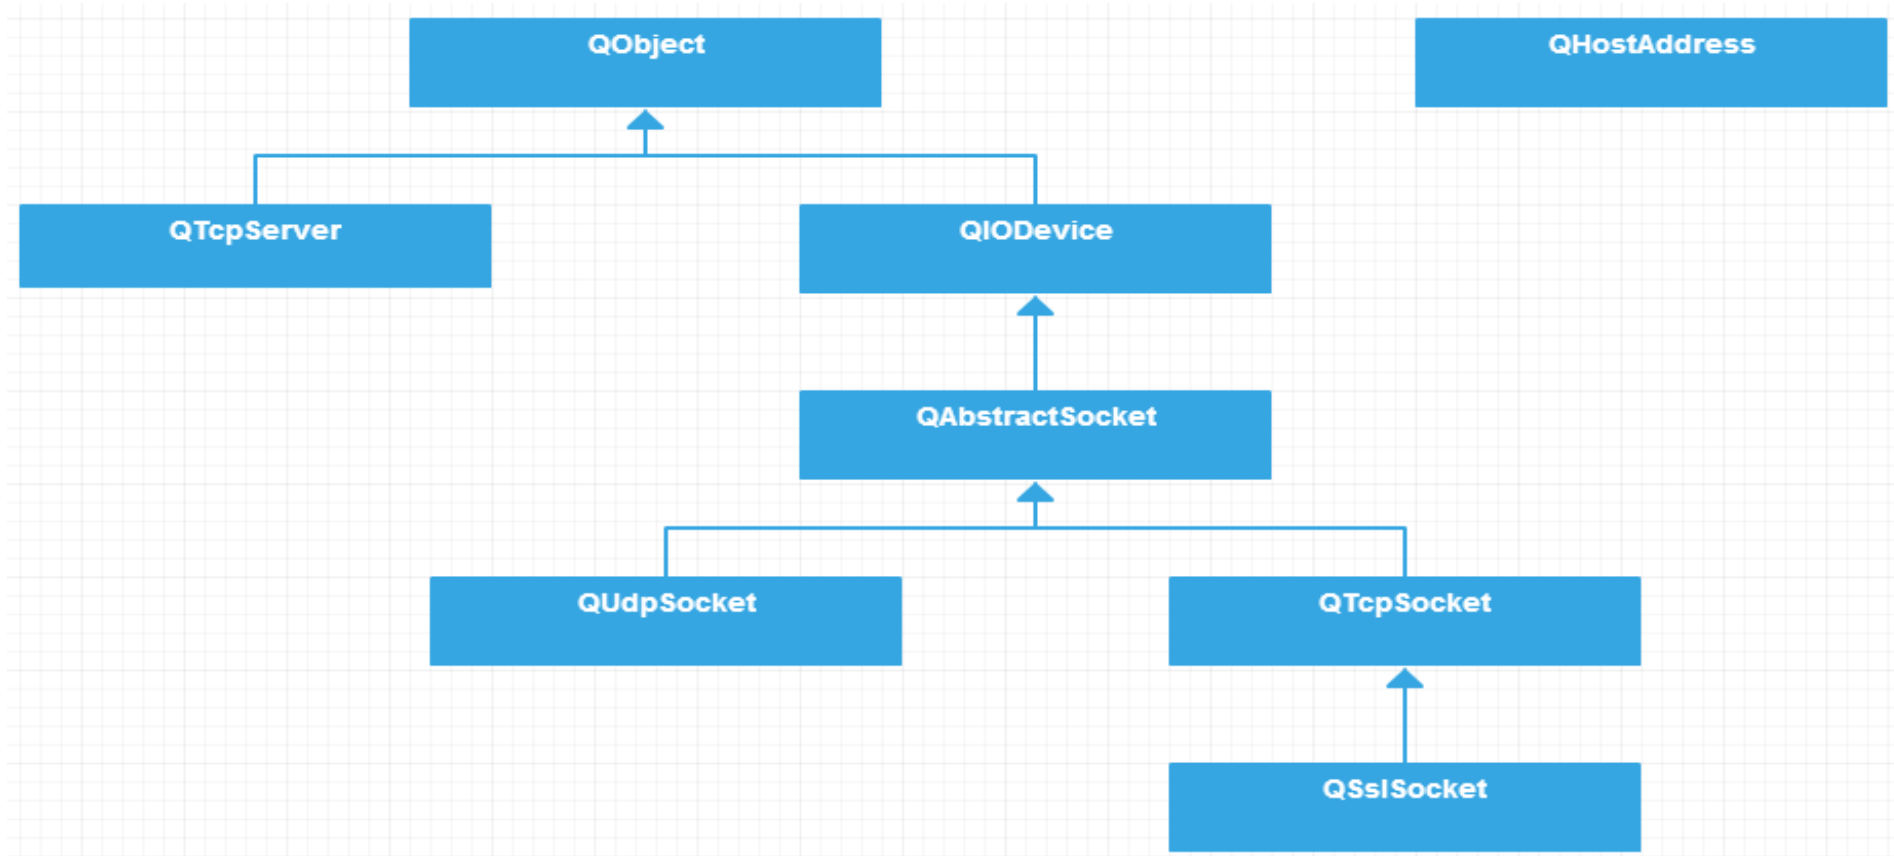 QObject
QHostAddress
QTcpServer
QIODevice
QAbstractSocket
QUdpSocket
QTcpSocket
QSslSocket